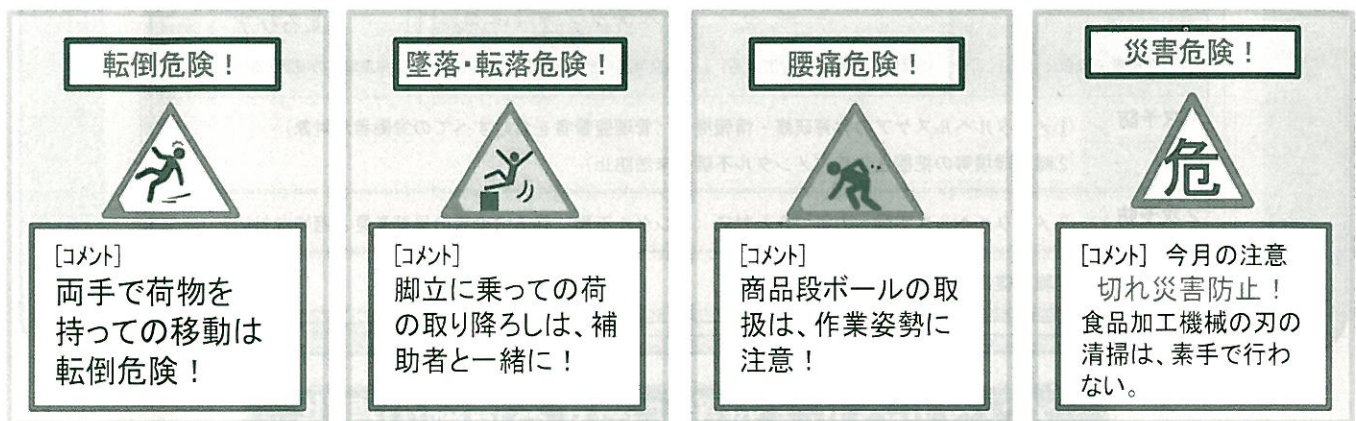 転倒危険！
[コメント]
両手で荷物を
持っての移動は
転倒危険！
墜落・転落危険
[コメント]
脚立に乗っての荷
の取り降ろしは、補
助者と一緒に！
腰痛危険！
[コメント]
商品段ボールの取
扱は、作業姿勢に
注意！
災害危険！
危
[コメント] 今月の注意
切れ災害防止！
食品加工機械の刃の
清掃は、素手で行わ
ない。